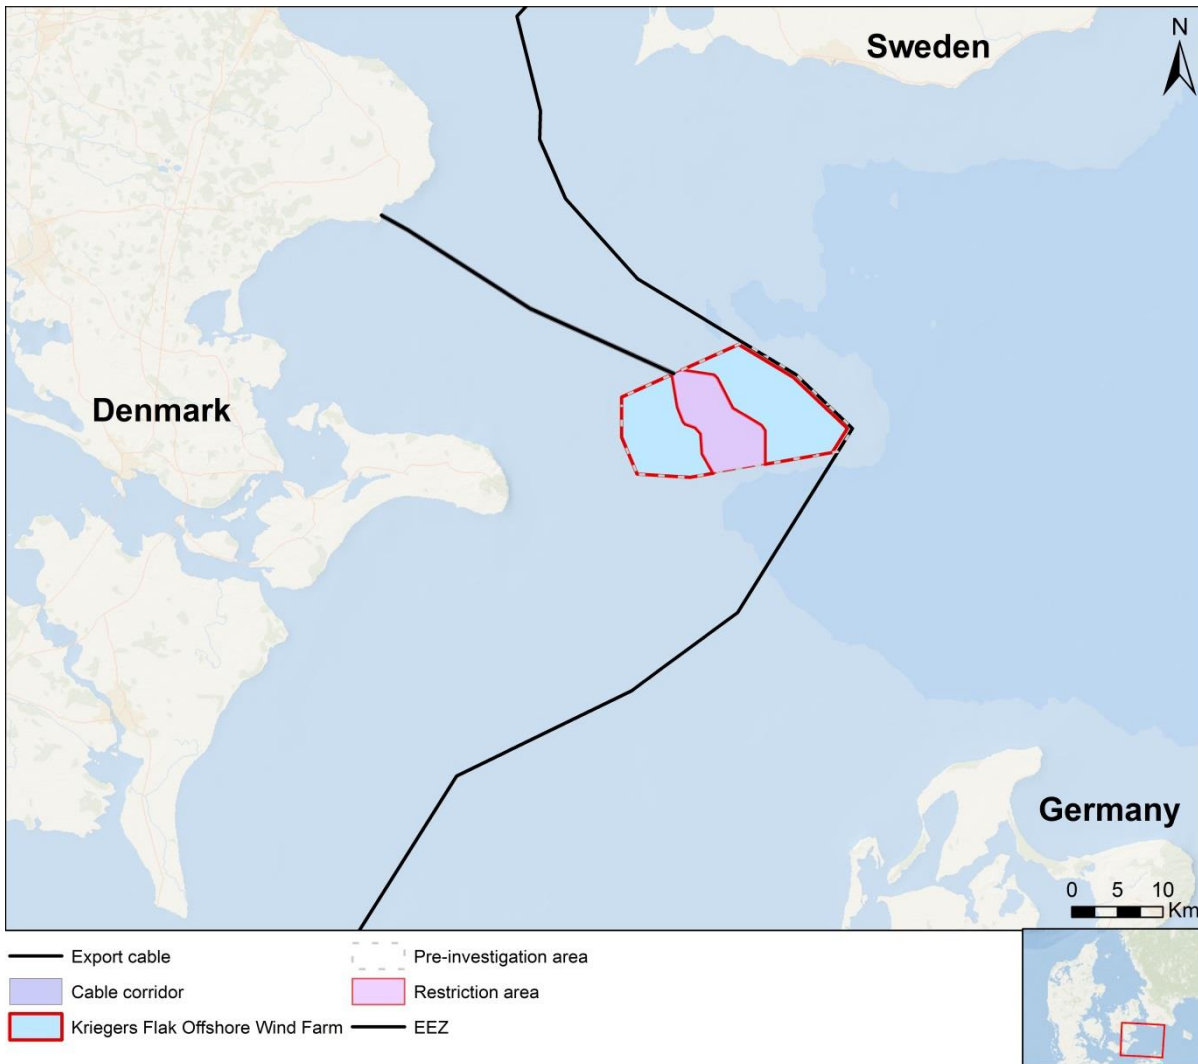 Sweden
N
Denmark
Germany
0 5 10
Km
Export cable
Pre-investigation area
Cable corridor
Restriction area
Kriegers Flak Offshore Wind Farm
EEZ